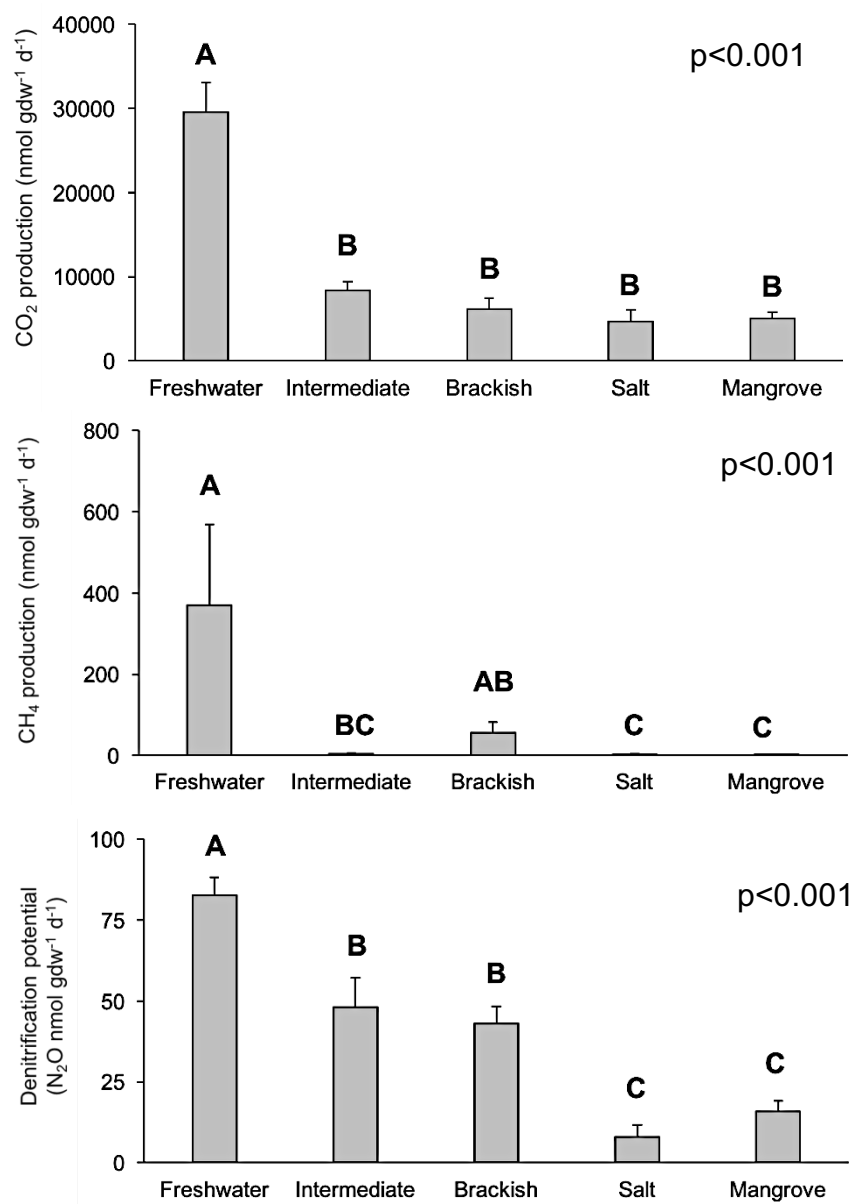 CO₂ production (nmol gdw⁻¹ d⁻¹)
40000
30000
20000
10000
0
p<0.001
A
B
B
B
B
Freshwater Intermediate Brackish Salt Mangrove
CH₄ production (nmol gdw⁻¹ d⁻¹)
800
600
400
200
0
p<0.001
A
BC
AB
C
C
Freshwater Intermediate Brackish Salt Mangrove
Denitrification potential
(N₂O nmol gdw⁻¹ d⁻¹)
100
75
50
25
0
p<0.001
A
B
B
C
C
Freshwater Intermediate Brackish Salt Mangrove